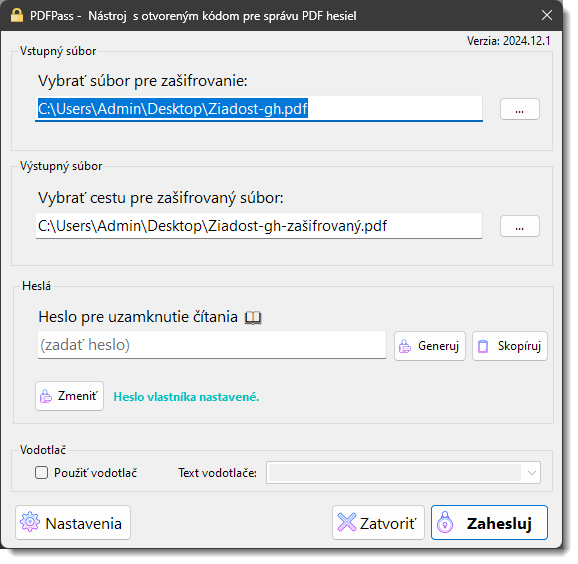 PDFPass - Nástroj s otvoreným kódom pre správu PDF hesiel
Verzia: 2024.12.1
Vstupný súbor
Vybrať súbor pre zašifrovanie:
C:\Users\Admin\Desktop\Ziadost-gh.pdf
...
Výstupný súbor
Vybrať cestu pre zašifrovaný súbor:
C:\Users\Admin\Desktop\Ziadost-gh-zašifrovaný.pdf
...
Heslá
Heslo pre uzamknutie čítania
(zadať heslo)
Generuj
Skopíruj
Zmeniť
Heslo vlastníka nastavené.
Vodotlač
Použiť vodotlač
Text vodotlače:
Nastavenia
Zatvoriť
Zahesluj